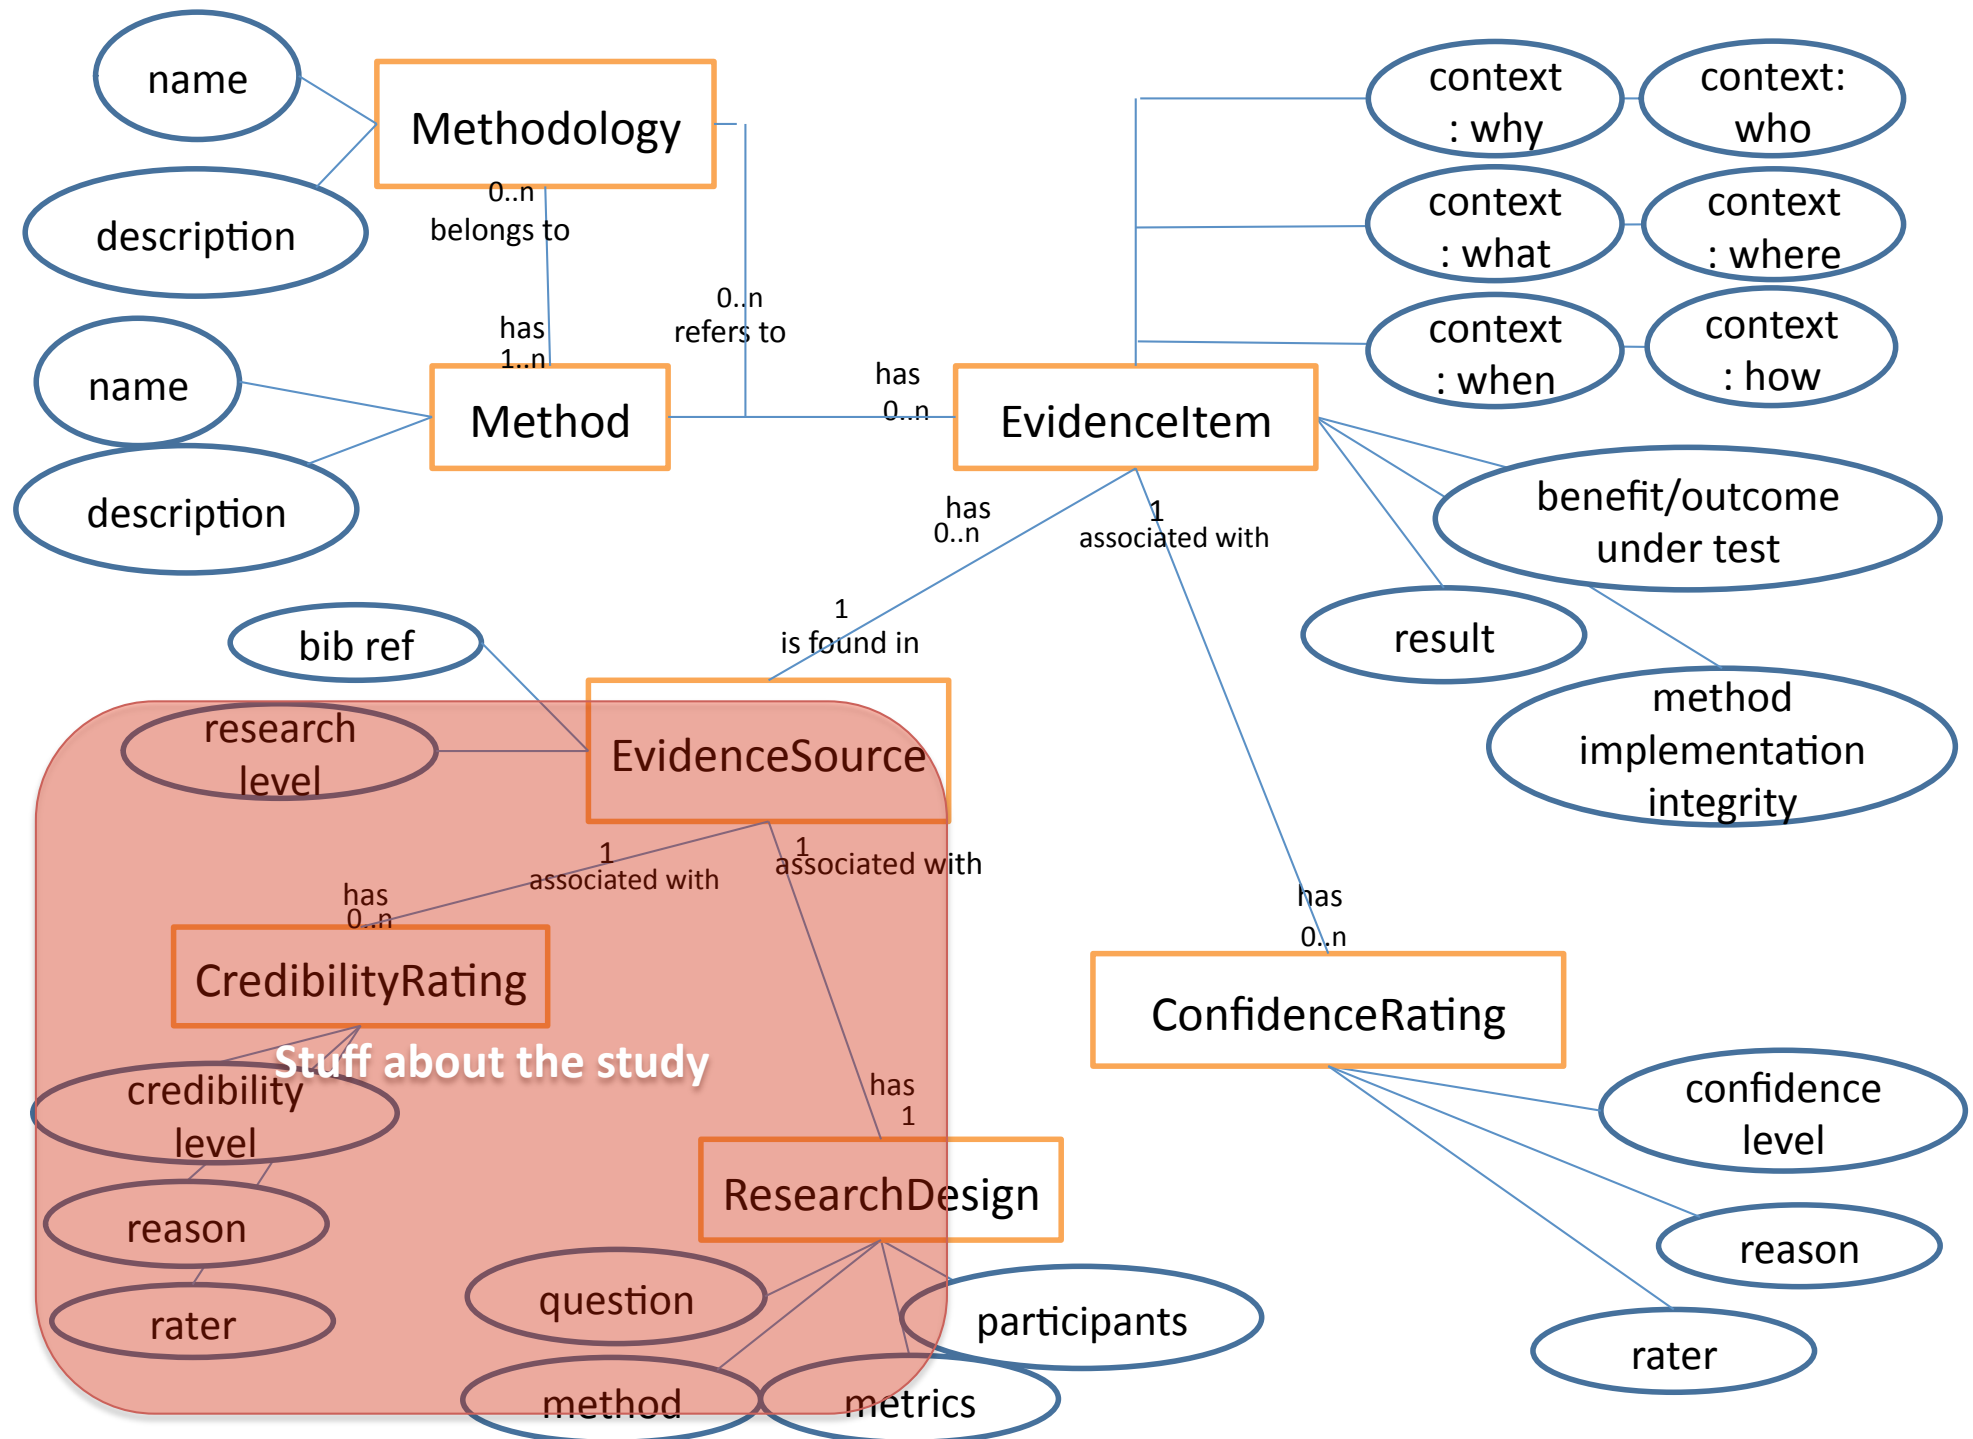 name
Methodology
context
: why
context:
who
description
0..n
belongs to
context
: what
context
: where
0..n
refers to
has
1..n
context
: when
context
: how
name
Method
has
0..n
EvidenceItem
description
has
0..n
1
associated with
benefit/outcome
under test
bib ref
1
is found in
result
research
level
EvidenceSource
method
implementation
integrity
1
associated with
1
associated with
has
0..n
has
0..n
CredibilityRating
ConfidenceRating
Stuff about the study
credibility
level
has
1
confidence
level
ResearchDesign
reason
reason
question
participants
rater
rater
method
metrics